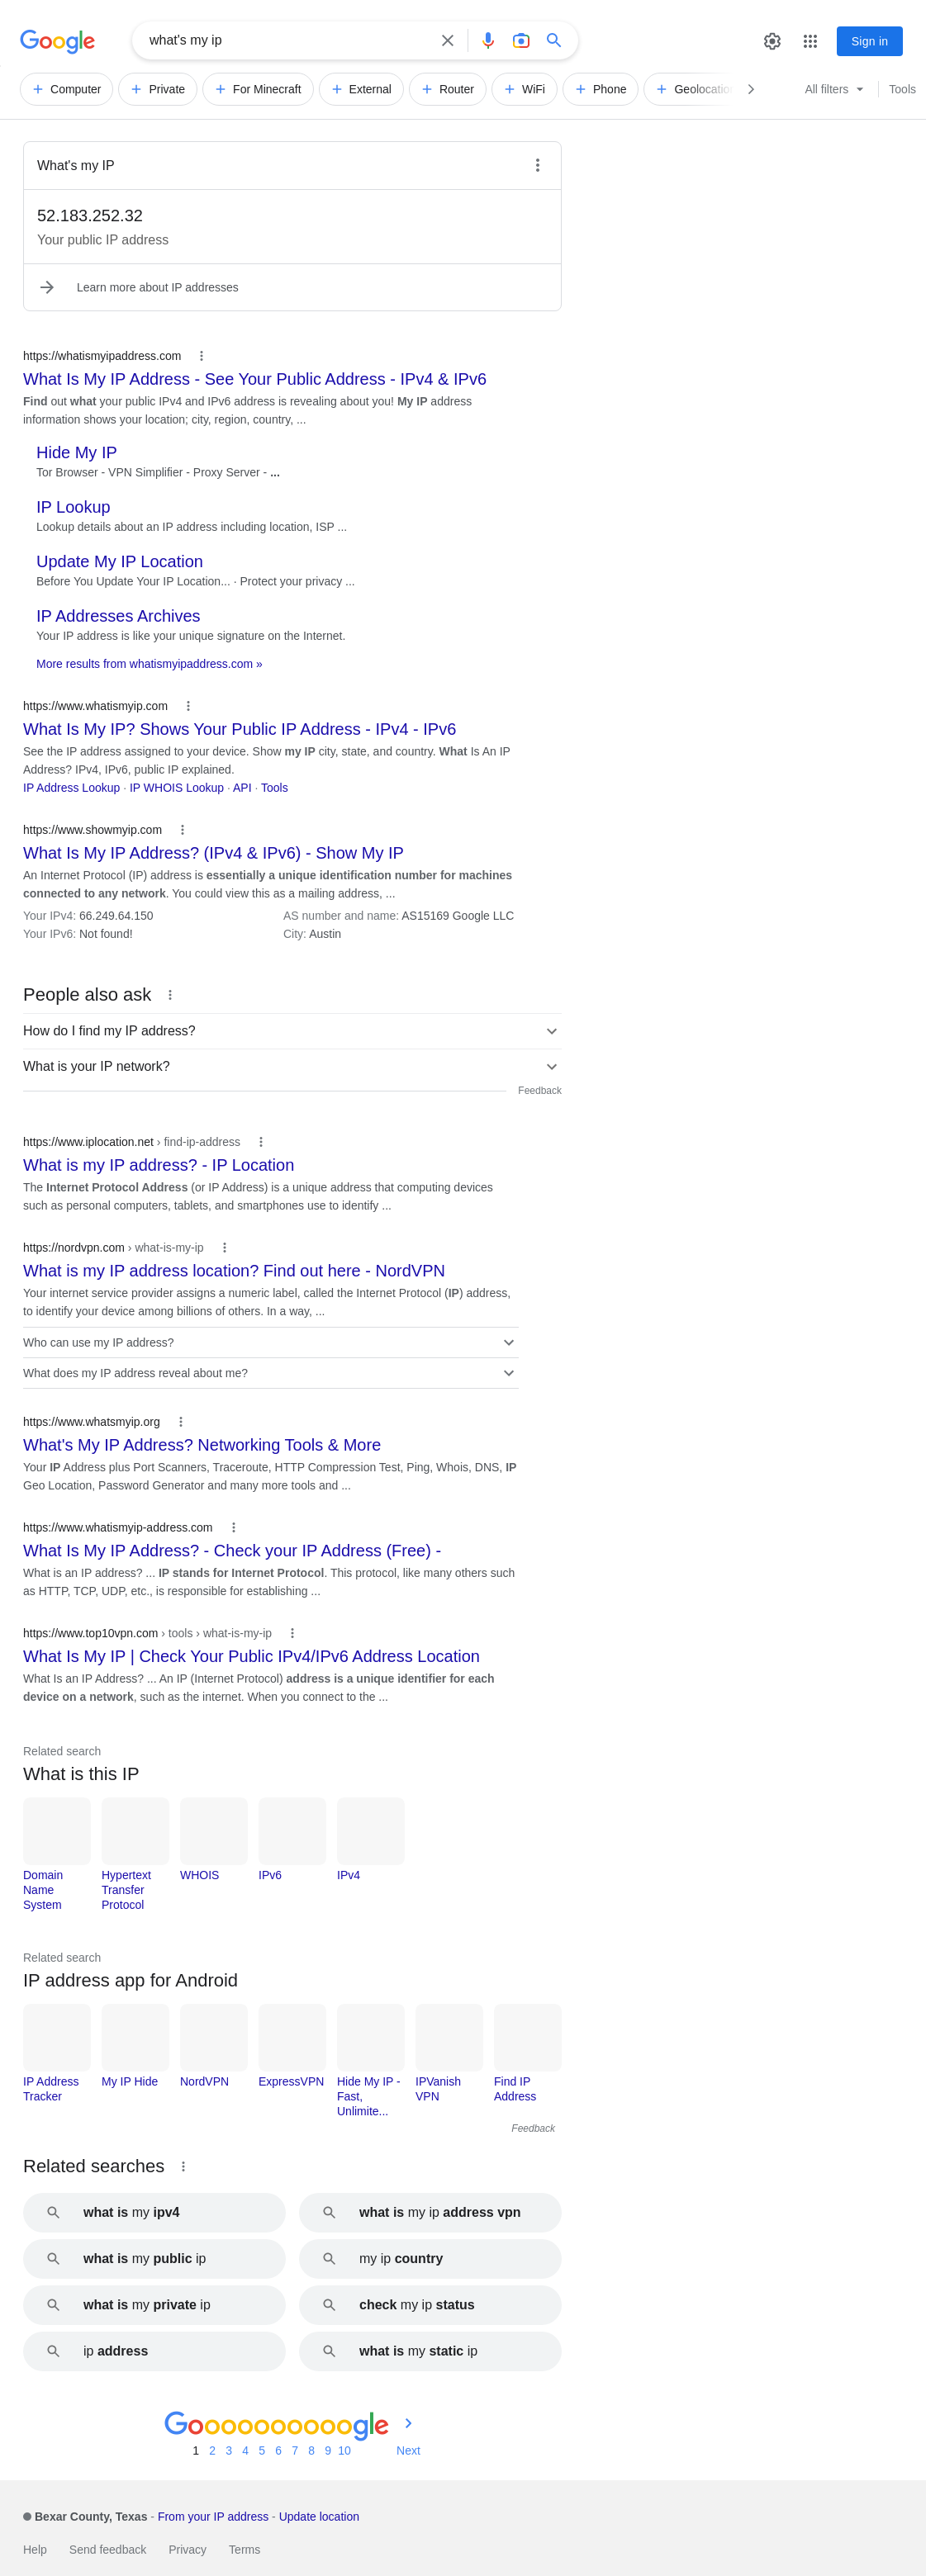 Google
what's my ip
Sign in
Computer
Private
For Minecraft
External
Router
WiFi
Phone
Geolocation
All filters
Tools
What's my IP
52.183.252.32
Your public IP address
Learn more about IP addresses
https://whatismyipaddress.com
What Is My IP Address - See Your Public Address - IPv4 & IPv6
Find out what your public IPv4 and IPv6 address is revealing about you! My IP address
information shows your location; city, region, country, ...
Hide My IP
Tor Browser - VPN Simplifier - Proxy Server - ...
IP Lookup
Lookup details about an IP address including location, ISP ...
Update My IP Location
Before You Update Your IP Location... · Protect your privacy ...
IP Addresses Archives
Your IP address is like your unique signature on the Internet.
More results from whatismyipaddress.com »
https://www.whatismyip.com
What Is My IP? Shows Your Public IP Address - IPv4 - IPv6
See the IP address assigned to your device. Show my IP city, state, and country. What Is An IP
Address? IPv4, IPv6, public IP explained.
IP Address Lookup · IP WHOIS Lookup · API · Tools
https://www.showmyip.com
What Is My IP Address? (IPv4 & IPv6) - Show My IP
An Internet Protocol (IP) address is essentially a unique identification number for machines
connected to any network. You could view this as a mailing address, ...
Your IPv4: 66.249.64.150
AS number and name: AS15169 Google LLC
Your IPv6: Not found!
City: Austin
People also ask
How do I find my IP address?
What is your IP network?
Feedback
https://www.iplocation.net › find-ip-address
What is my IP address? - IP Location
The Internet Protocol Address (or IP Address) is a unique address that computing devices
such as personal computers, tablets, and smartphones use to identify ...
https://nordvpn.com › what-is-my-ip
What is my IP address location? Find out here - NordVPN
Your internet service provider assigns a numeric label, called the Internet Protocol (IP) address,
to identify your device among billions of others. In a way, ...
Who can use my IP address?
What does my IP address reveal about me?
https://www.whatsmyip.org
What's My IP Address? Networking Tools & More
Your IP Address plus Port Scanners, Traceroute, HTTP Compression Test, Ping, Whois, DNS, IP
Geo Location, Password Generator and many more tools and ...
https://www.whatismyip-address.com
What Is My IP Address? - Check your IP Address (Free) -
What is an IP address? ... IP stands for Internet Protocol. This protocol, like many others such
as HTTP, TCP, UDP, etc., is responsible for establishing ...
https://www.top10vpn.com › tools › what-is-my-ip
What Is My IP | Check Your Public IPv4/IPv6 Address Location
What Is an IP Address? ... An IP (Internet Protocol) address is a unique identifier for each
device on a network, such as the internet. When you connect to the ...
Related search
What is this IP
Domain
Name
System
Hypertext
Transfer
Protocol
WHOIS
IPv6
IPv4
Related search
IP address app for Android
IP Address
Tracker
My IP Hide
NordVPN
ExpressVPN
Hide My IP -
Fast,
Unlimite...
IPVanish
VPN
Find IP
Address
Feedback
Related searches
what is my ipv4
what is my ip address vpn
what is my public ip
my ip country
what is my private ip
check my ip status
ip address
what is my static ip
Goooooooooogle
1 2 3 4 5 6 7 8 9 10 Next
Bexar County, Texas - From your IP address - Update location
Help Send feedback Privacy Terms